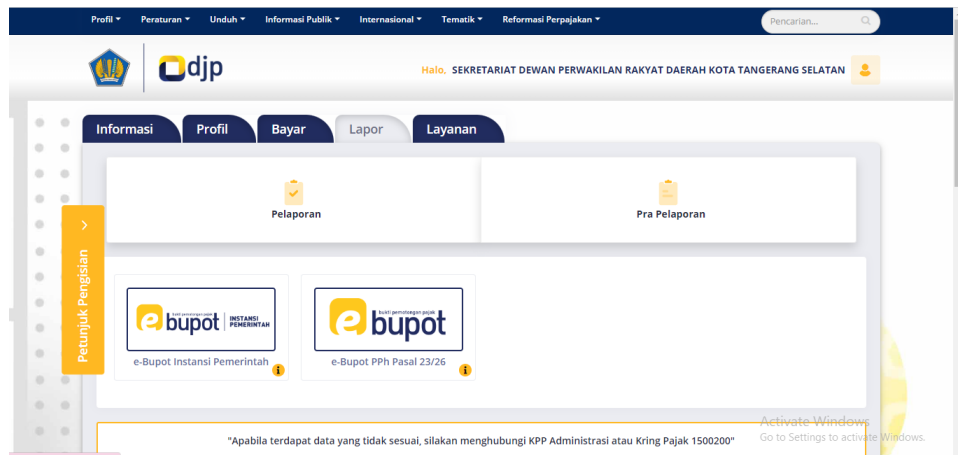 Profil Peraturan Unduh Informasi Publik Internasional Tematik Reformasi Perpajakan Pencarian...
djp
Halo, SEKRETARIAT DEWAN PERWAKILAN RAKYAT DAERAH KOTA TANGERANG SELATAN
Informasi Profil Bayar Lapor Layanan
Pelaporan Pra Pelaporan
Petunjuk Pengisian
bukti pemotongan pajak
e bupot INSTANSI
PEMERINTAH
e-Bupot Instansi Pemerintah
bukti pemotongan pajak
e bupot
e-Bupot PPh Pasal 23/26
"Apabila terdapat data yang tidak sesuai, silakan menghubungi KPP Administrasi atau Kring Pajak 1500200"
Activate Windows
Go to Settings to activate Windows.